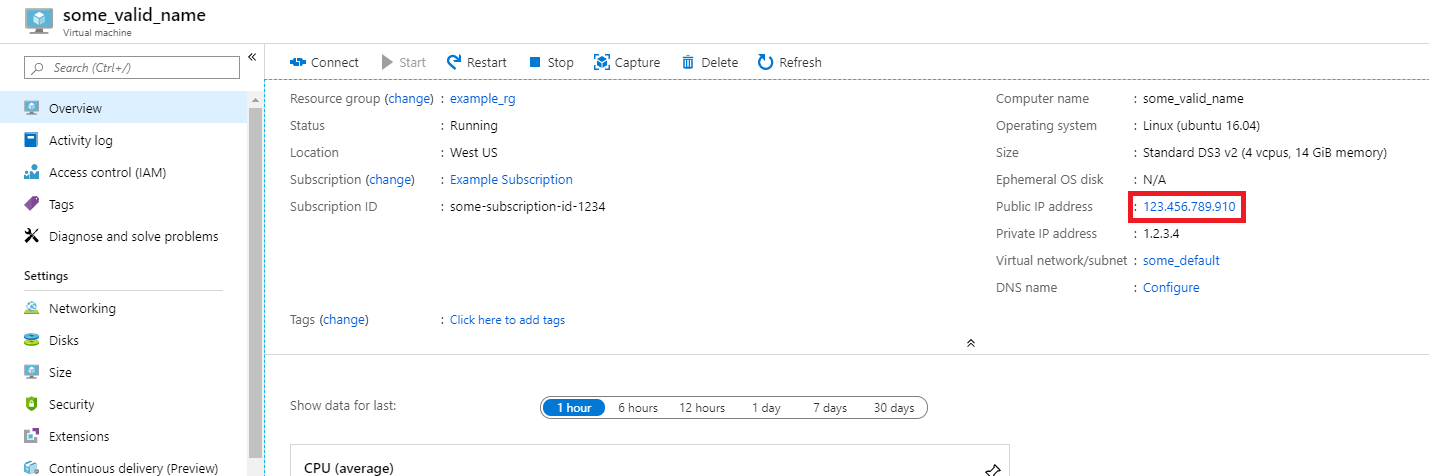 some_valid_name
Virtual machine
Search (Ctrl+/)
«
Overview
Activity log
Access control (IAM)
Tags
Diagnose and solve problems
Settings
Networking
Disks
Size
Security
Extensions
Continuous delivery (Preview)
Connect Start Restart Stop Capture Delete Refresh
Resource group (change) : example_rg
Status : Running
Location : West US
Subscription (change) : Example Subscription
Subscription ID : some-subscription-id-1234
Computer name : some_valid_name
Operating system : Linux (ubuntu 16.04)
Size : Standard DS3 v2 (4 vcpus, 14 GiB memory)
Ephemeral OS disk : N/A
Public IP address : 123.456.789.910
Private IP address : 1.2.3.4
Virtual network/subnet : some_default
DNS name : Configure
Tags (change) : Click here to add tags
Show data for last: 1 hour 6 hours 12 hours 1 day 7 days 30 days
CPU (average)